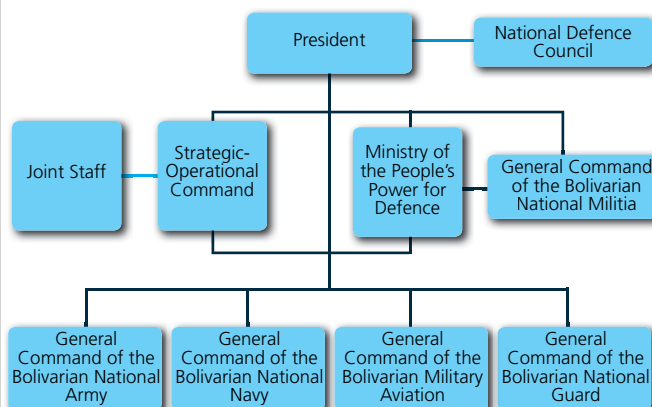 President
National Defence
Council
Joint Staff
Strategic-
Operational
Command
Ministry of
the People's
Power for
Defence
General Command
of the Bolivarian
National Militia
General
Command of the
Bolivarian National
Army
General
Command of the
Bolivarian National
Navy
General
Command of the
Bolivarian Military
Aviation
General
Command of the
Bolivarian National
Guard